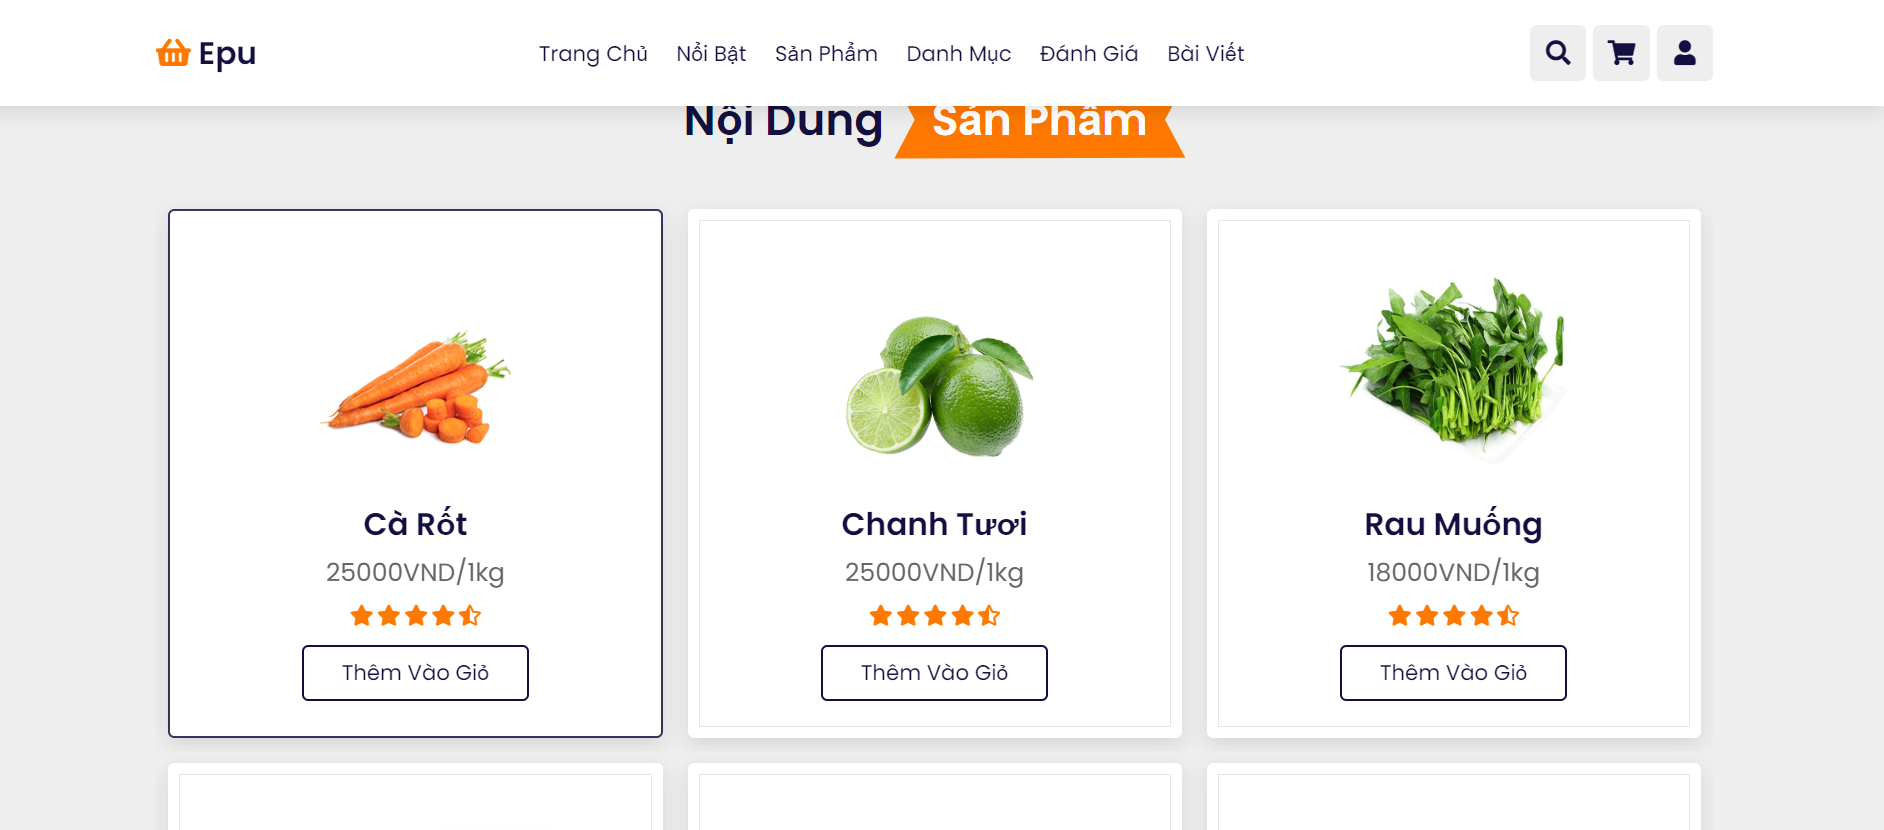 Epu
Trang Chủ Nổi Bật Sản Phẩm Danh Mục Đánh Giá Bài Viết
Nội Dung Sản Phẩm
Cà Rốt
25000VND/1kg
Thêm Vào Giỏ
Chanh Tươi
25000VND/1kg
Thêm Vào Giỏ
Rau Muống
18000VND/1kg
Thêm Vào Giỏ